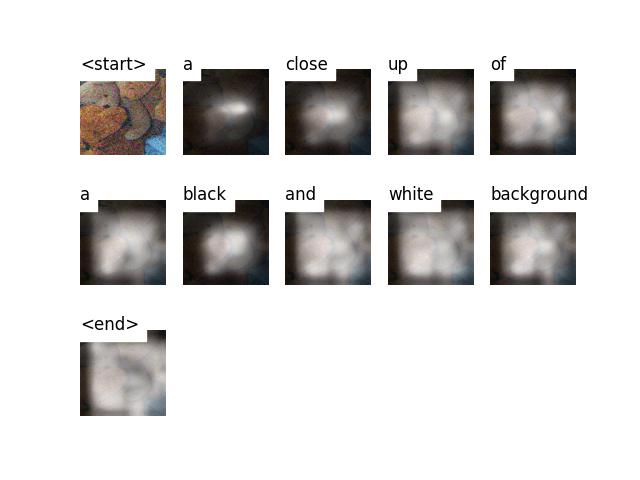 <start> a close up of
a black and white background
<end>